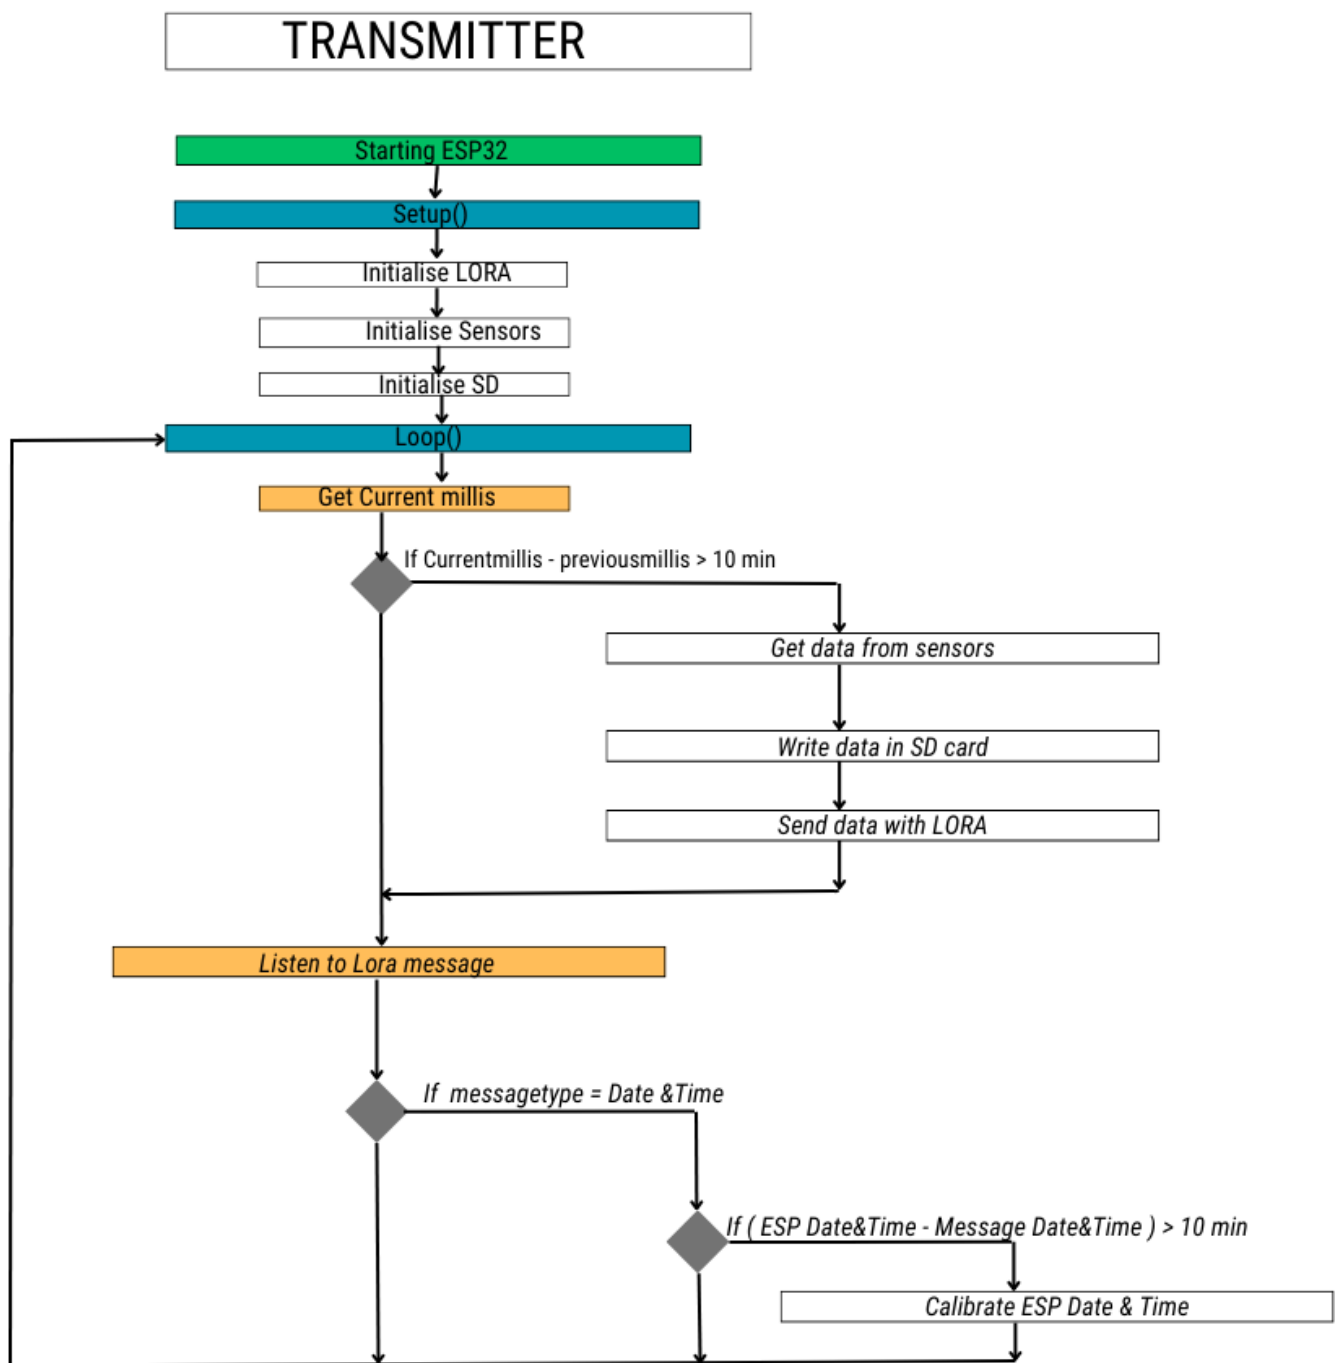 TRANSMITTER
Starting ESP32
Setup()
Initialise LORA
Initialise Sensors
Initialise SD
Loop()
Get Current millis
If Currentmillis - previousmillis > 10 min
Get data from sensors
Write data in SD card
Send data with LORA
Listen to Lora message
If messagetype = Date &Time
If ( ESP Date&Time - Message Date&Time ) > 10 min
Calibrate ESP Date & Time